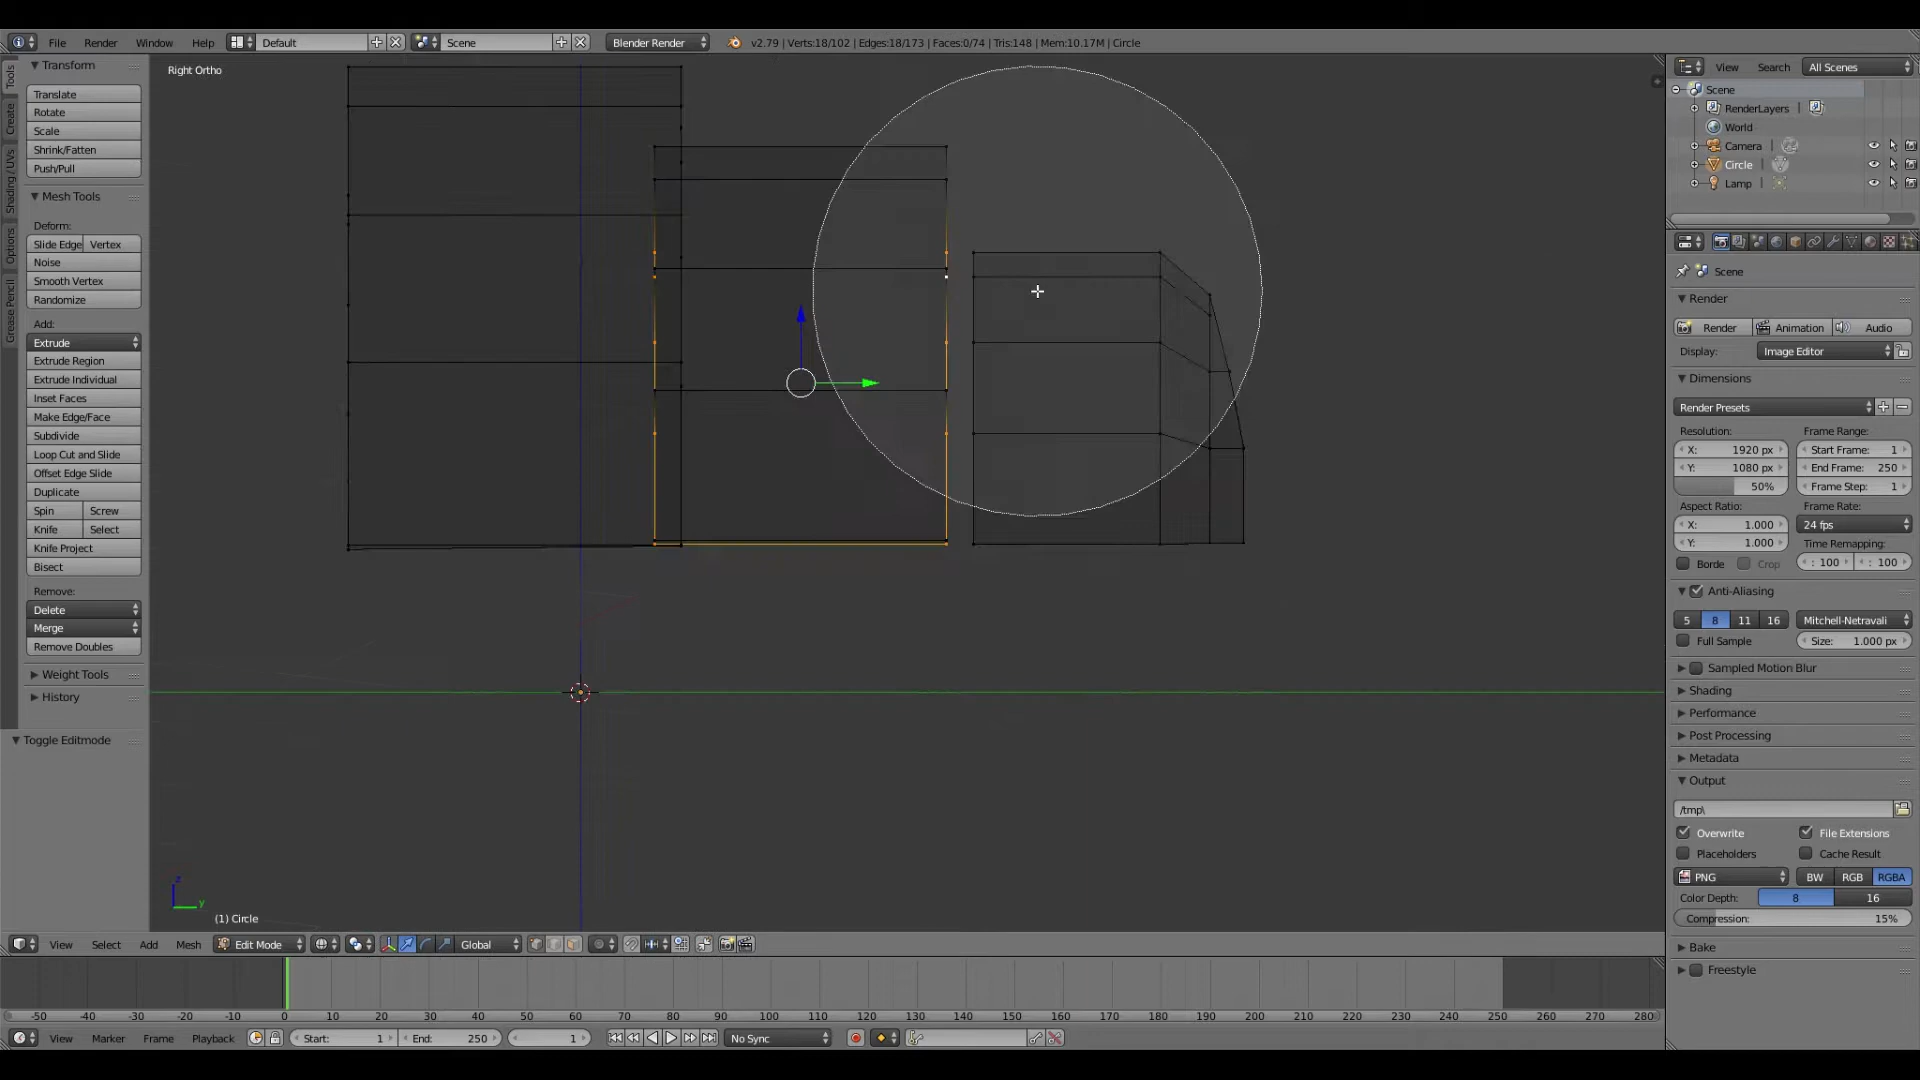 File Render Window Help Default Scene Blender Render v2.79 | Verts:18/102 | Edges:18/173 | Faces:0/74 | Tris:148 | Mem:10.17M | Circle
Tools
Create
Shading / UVs
Options
Grease Pencil
Transform
Translate
Rotate
Scale
Shrink/Fatten
Push/Pull
Mesh Tools
Deform:
Slide Edge Vertex
Noise
Smooth Vertex
Randomize
Add:
Extrude
Extrude Region
Extrude Individual
Inset Faces
Make Edge/Face
Subdivide
Loop Cut and Slide
Offset Edge Slide
Duplicate
Spin Screw
Knife Select
Knife Project
Bisect
Remove:
Delete
Merge
Remove Doubles
Weight Tools
History
Toggle Editmode
Right Ortho
z
y
(1) Circle
View Select Add Mesh Edit Mode Global
-50 -40 -30 -20 -10 0 10 20 30 40 50 60 70 80 90 100 110 120 130 140 150 160 170 180 190 200 210 220 230 240 250 260 270 280
View Marker Frame Playback Start: 1 End: 250 1 No Sync
View Search All Scenes
Scene
RenderLayers
World
Camera
Circle
Lamp
Scene
Render
Render Animation Audio
Display: Image Editor
Dimensions
Render Presets
Resolution: Frame Range:
X: 1920 px Start Frame: 1
Y: 1080 px End Frame: 250
50% Frame Step: 1
Aspect Ratio: Frame Rate:
X: 1.000 24 fps
Y: 1.000 Time Remapping:
Borde Crop : 100 : 100
Anti-Aliasing
5 8 11 16 Mitchell-Netravali
Full Sample Size: 1.000 px
Sampled Motion Blur
Shading
Performance
Post Processing
Metadata
Output
/tmp\
Overwrite File Extensions
Placeholders Cache Result
PNG BW RGB RGBA
Color Depth: 8 16
Compression: 15%
Bake
Freestyle